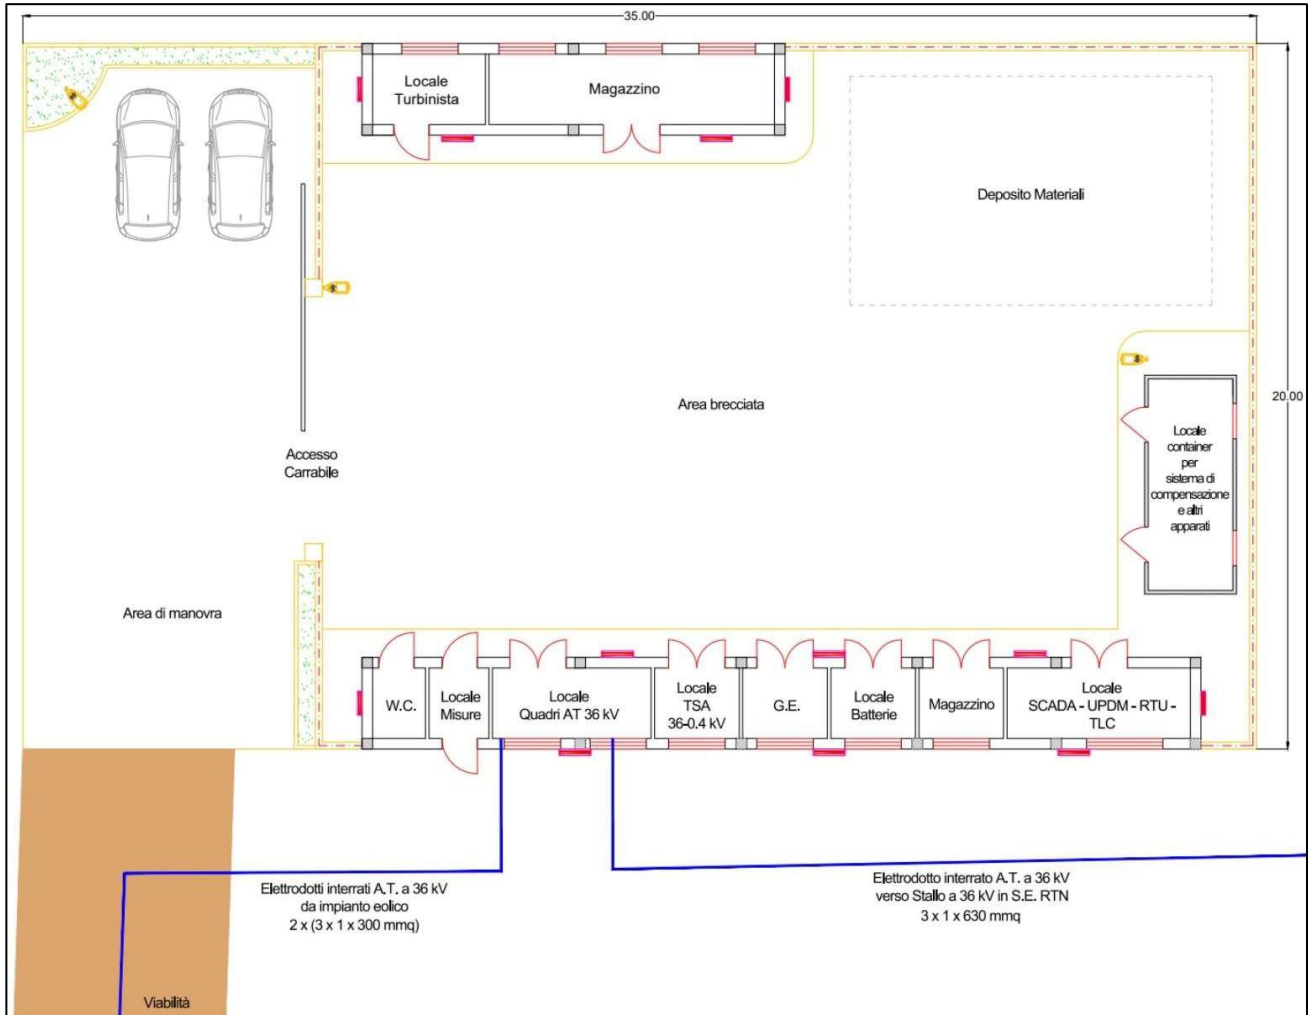 35.00
Locale
Turbinista
Magazzino
Deposito Materiali
20.00
Area brecciata
Accesso
Carrabile
Locale
container
per
sistema di
compensazione
e altri
apparati
Area di manovra
W.C.
Locale
Misure
Locale
Quadri AT 36 kV
Locale
TSA
36-0.4 kV
G.E.
Locale
Batterie
Magazzino
Locale
SCADA - UPDM - RTU -
TLC
Elettrodotti interrati A.T. a 36 kV
da impianto eolico
2 x (3 x 1 x 300 mmq)
Elettrodotto interrato A.T. a 36 kV
verso Stallo a 36 kV in S.E. RTN
3 x 1 x 630 mmq
Viabilità